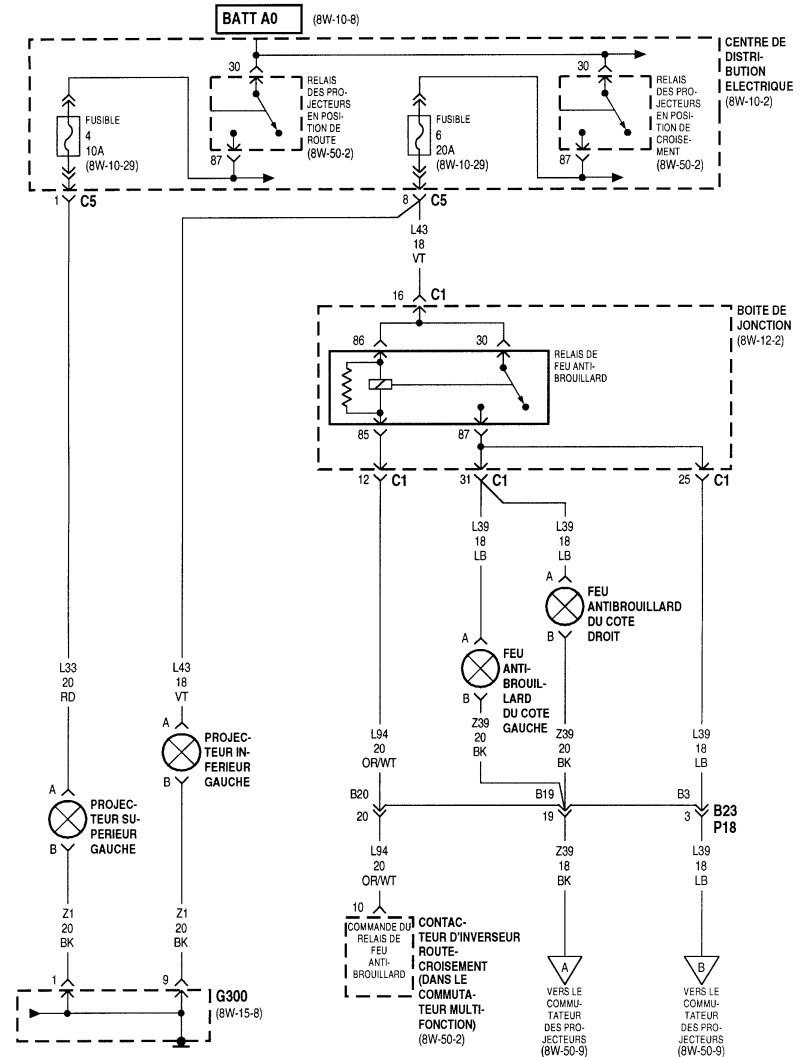 BATT A0
(8W-10-8)
CENTRE DE
DISTRI-
BUTION
ELECTRIQUE
(8W-10-2)
30
RELAIS
DES PRO-
JECTEURS
EN POSI-
TION DE
ROUTE
(8W-50-2)
87
FUSIBLE
4
10A
(8W-10-29)
FUSIBLE
6
20A
(8W-10-29)
30
RELAIS
DES PRO-
JECTEURS
EN POSI-
TION DE
CROISE-
MENT
(8W-50-2)
87
1
C5
8
C5
L43
18
VT
16
C1
BOITE DE
JONCTION
(8W-12-2)
86
30
RELAIS DE
FEU ANTI-
BROUILLARD
85
87
12
C1
31
C1
25
C1
L39
18
LB
L39
18
LB
A
FEU
ANTIBROUILLARD
DU COTE
DROIT
B
A
FEU
ANTI-
BROUIL-
LARD
DU COTE
GAUCHE
B
L33
20
RD
L43
18
VT
A
PROJEC-
TEUR IN-
FERIEUR
GAUCHE
B
A
PROJEC-
TEUR SU-
PERIEUR
GAUCHE
B
L94
20
OR/WT
Z39
20
BK
Z39
20
BK
L39
18
LB
B20
B19
B3
B23
20
19
3
P18
L94
20
OR/WT
Z39
18
BK
L39
18
LB
Z1
20
BK
Z1
20
BK
10
COMMANDE DU
RELAIS DE
FEU
ANTI-
BROUILLARD
CONTAC-
TEUR D'INVERSEUR
ROUTE-
CROISEMENT
(DANS LE
COMMUTA-
TEUR MULTI-
FONCTION)
(8W-50-2)
A
VERS LE
COMMU-
TATEUR
DES PRO-
JECTEURS
(8W-50-9)
B
VERS LE
COMMU-
TATEUR
DES PRO-
JECTEURS
(8W-50-9)
1
9
G300
(8W-15-8)